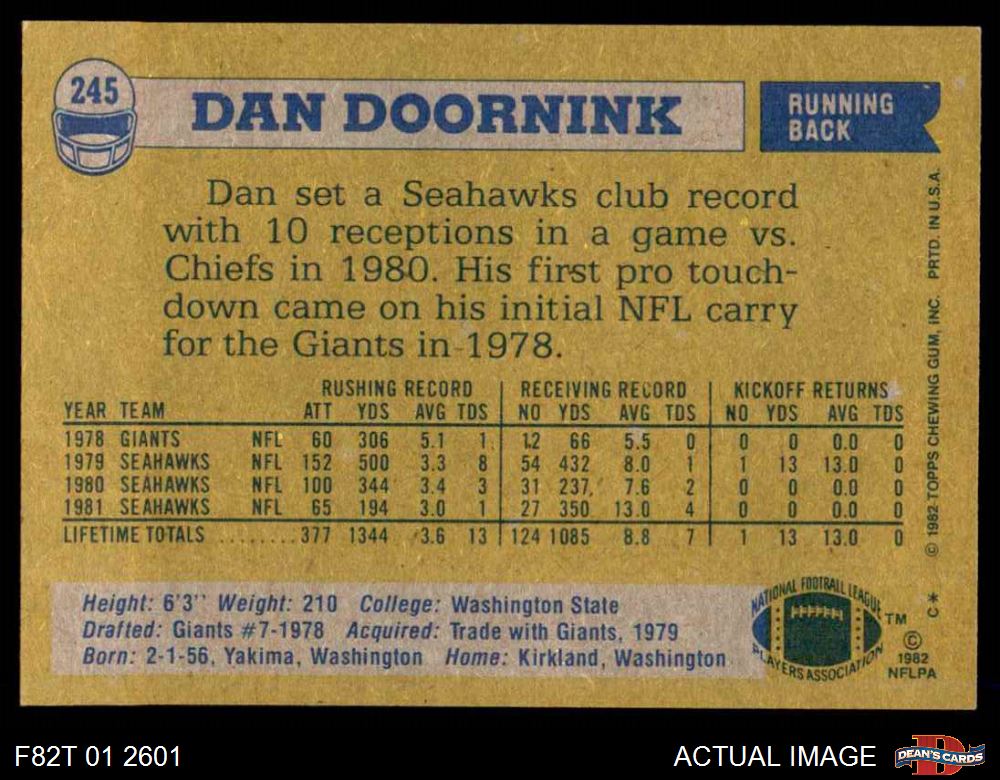 245
DAN DOORNINK
RUNNING
BACK
Dan set a Seahawks club record
with 10 receptions in a game vs.
Chiefs in 1980. His first pro touch-
down came on his initial NFL carry
for the Giants in 1978.
RUSHING RECORD RECEIVING RECORD KICKOFF RETURNS
YEAR TEAM ATT YDS AVG TDS NO YDS AVG TDS NO YDS AVG TDS
1978 GIANTS NFL 60 306 5.1 1 12 66 5.5 0 0 0 0.0 0
1979 SEAHAWKS NFL 152 500 3.3 8 54 432 8.0 1 1 13 13.0 0
1980 SEAHAWKS NFL 100 344 3.4 3 31 237 7.6 2 0 0 0.0 0
1981 SEAHAWKS NFL 65 194 3.0 1 27 350 13.0 4 0 0 0.0 0
LIFETIME TOTALS ........ 377 1344 3.6 13 124 1085 8.8 7 1 13 13.0 0
Height: 6'3" Weight: 210 College: Washington State
Drafted: Giants #7-1978 Acquired: Trade with Giants, 1979
Born: 2-1-56, Yakima, Washington Home: Kirkland, Washington
NATIONAL FOOTBALL LEAGUE
PLAYERS ASSOCIATION
TM
©
1982
NFLPA
© 1982 TOPPS CHEWING GUM, INC. PRTD. IN U.S.A.
C*
F82T 01 2601
ACTUAL IMAGE
D
DEAN'S CARDS